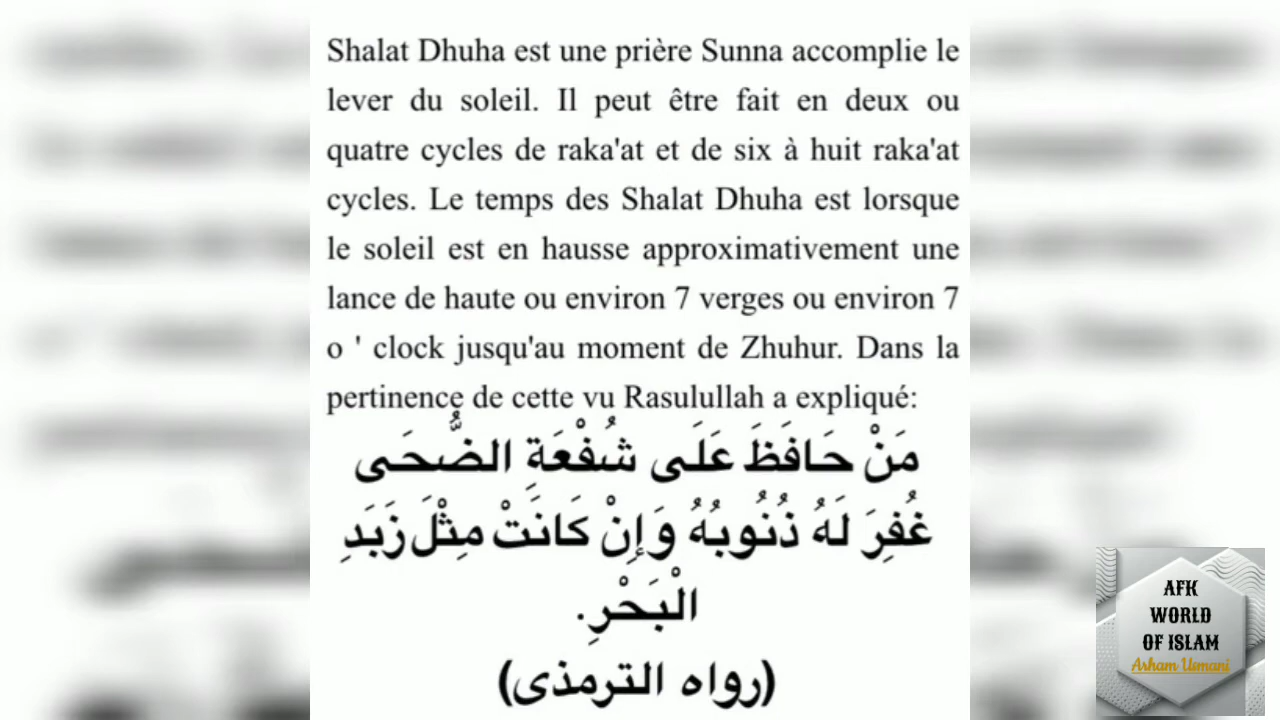 Shalat Dhuha est une prière Sunna accomplie le
lever du soleil. Il peut être fait en deux ou
quatre cycles de raka'at et de six à huit raka'at
cycles. Le temps des Shalat Dhuha est lorsque
le soleil est en hausse approximativement une
lance de haute ou environ 7 verges ou environ 7
o ' clock jusqu'au moment de Zhuhur. Dans la
pertinence de cette vu Rasulullah a expliqué:
مَنْ حَافَظَ عَلَى شُفْعَةِ الضُّحَى
غُفِرَ لَهُ ذُنُوبُهُ وَإِنْ كَانَتْ مِثْلَ زَبَدِ
الْبَحْرِ.
(رواه الترمذى)
AFK
WORLD
OF ISLAM
Arham Usmani